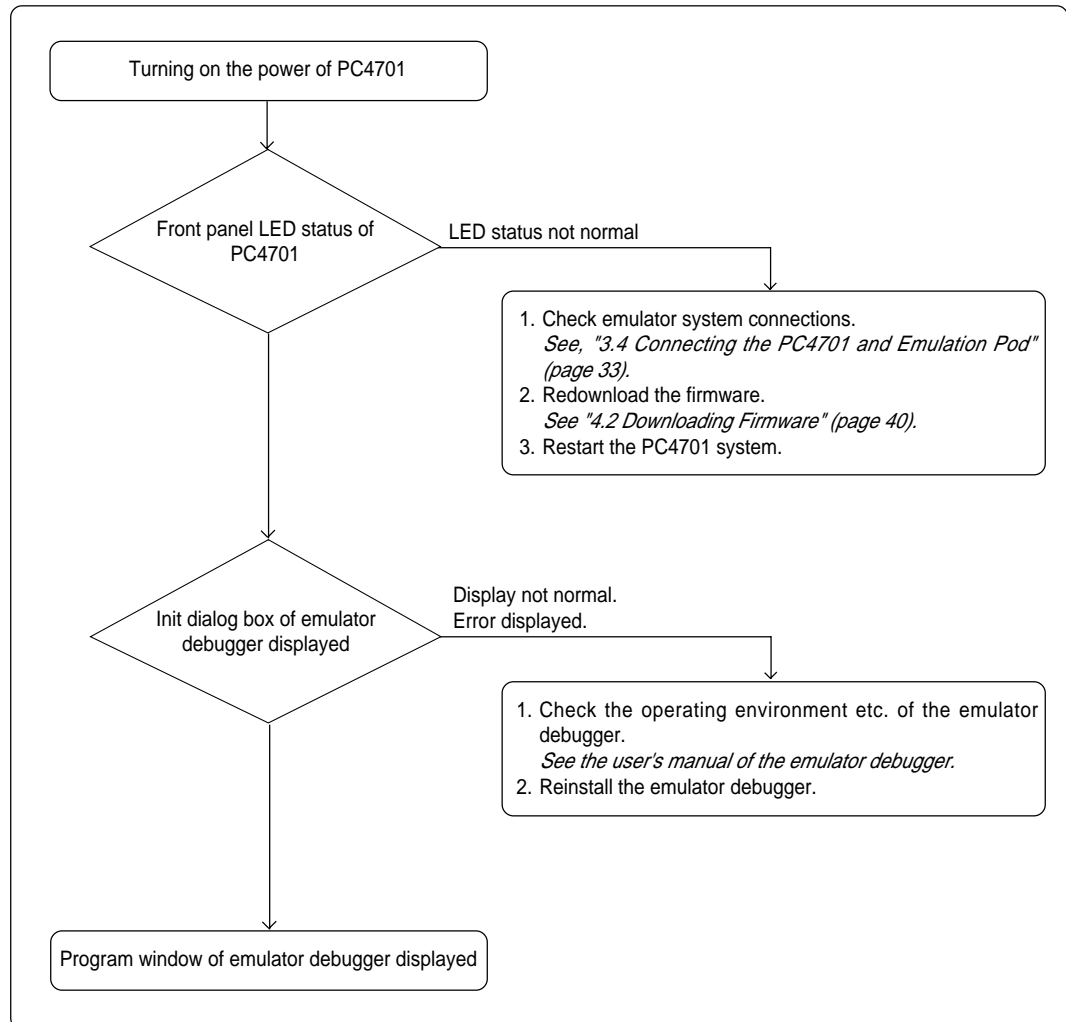 Turning on the power of PC4701
Front panel LED status of
PC4701
LED status not normal
1. Check emulator system connections.
See, "3.4 Connecting the PC4701 and Emulation Pod"
(page 33).
2. Redownload the firmware.
See "4.2 Downloading Firmware" (page 40).
3. Restart the PC4701 system.
Init dialog box of emulator
debugger displayed
Display not normal.
Error displayed.
1. Check the operating environment etc. of the emulator
debugger.
See the user's manual of the emulator debugger.
2. Reinstall the emulator debugger.
Program window of emulator debugger displayed